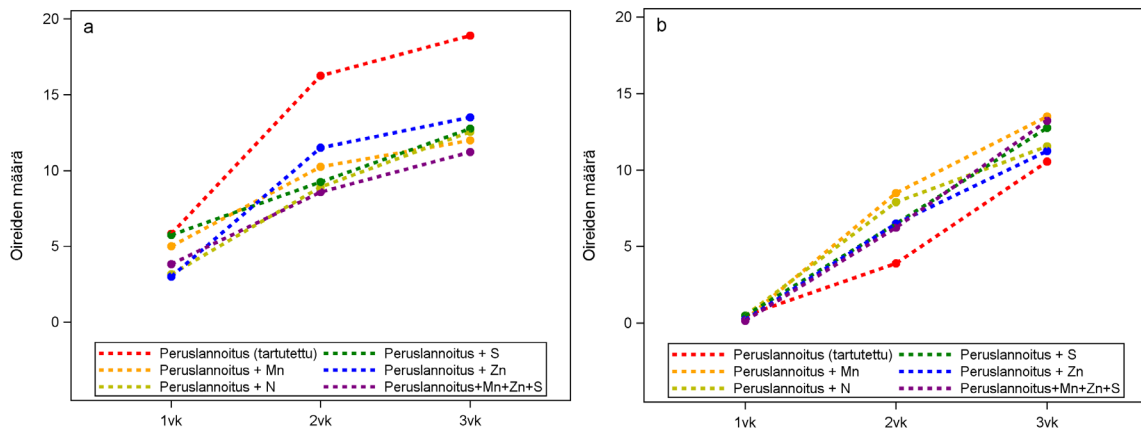 a
20
15
10
5
0
Oireiden määrä
Peruslannoitus (tartutettu)
Peruslannoitus + S
Peruslannoitus + Mn
Peruslannoitus + Zn
Peruslannoitus + N
Peruslannoitus+Mn+Zn+S
1vk
2vk
3vk
b
20
15
10
5
0
Oireiden määrä
Peruslannoitus (tartutettu)
Peruslannoitus + S
Peruslannoitus + Mn
Peruslannoitus + Zn
Peruslannoitus + N
Peruslannoitus+Mn+Zn+S
1vk
2vk
3vk